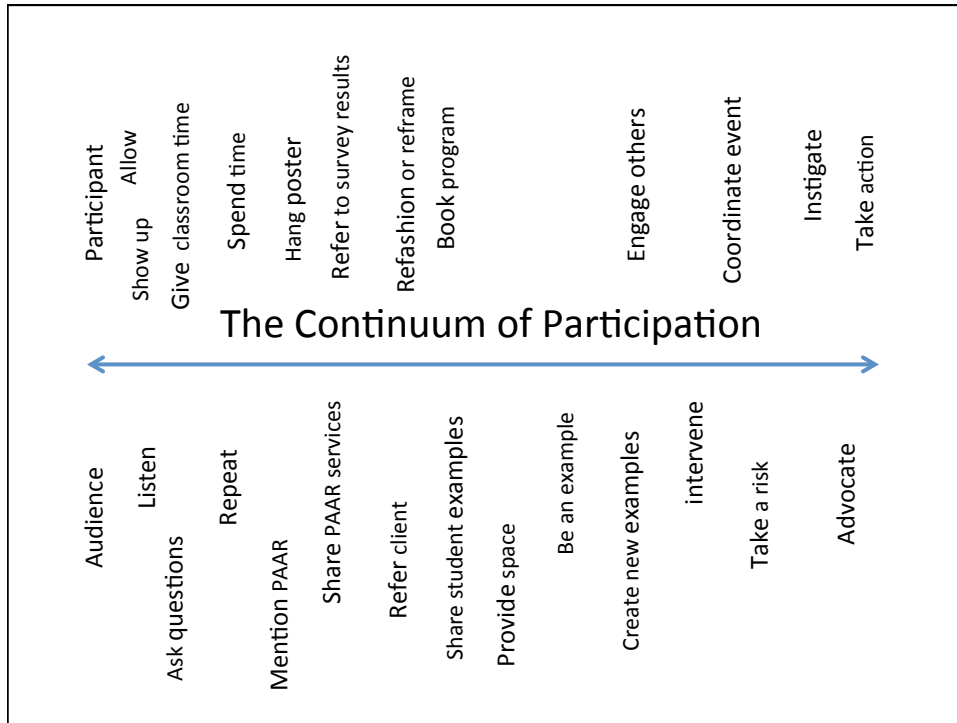 Participant
Show up
Allow
Give classroom time
Spend time
Hang poster
Refer to survey results
Refashion or reframe
Book program
Engage others
Coordinate event
Instigate
Take action
The Continuum of Participation
Audience
Listen
Ask questions
Repeat
Mention PAAR
Share PAAR services
Refer client
Share student examples
Provide space
Be an example
Create new examples
intervene
Take a risk
Advocate